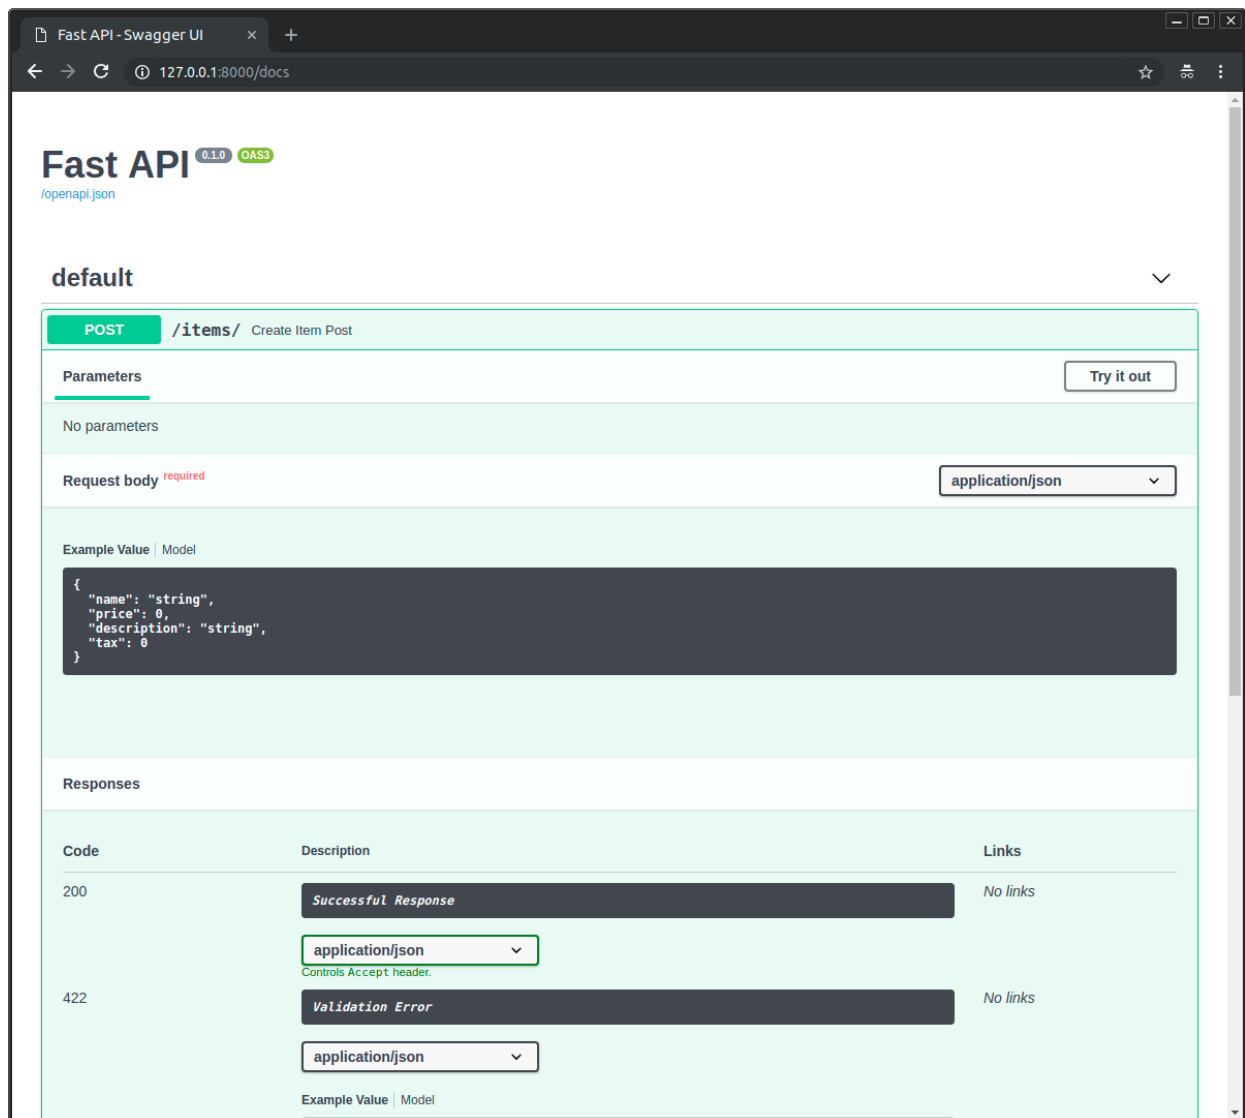 Fast API - Swagger UI
127.0.0.1:8000/docs
Fast API 0.1.0 OAS3
/openapi.json
default
POST /items/ Create Item Post
Parameters Try it out
No parameters
Request body required application/json
Example Value Model
{
"name": "string",
"price": 0,
"description": "string",
"tax": 0
}
Responses
Code Description Links
200 Successful Response No links
application/json
Controls Accept header.
422 Validation Error No links
application/json
Example Value Model